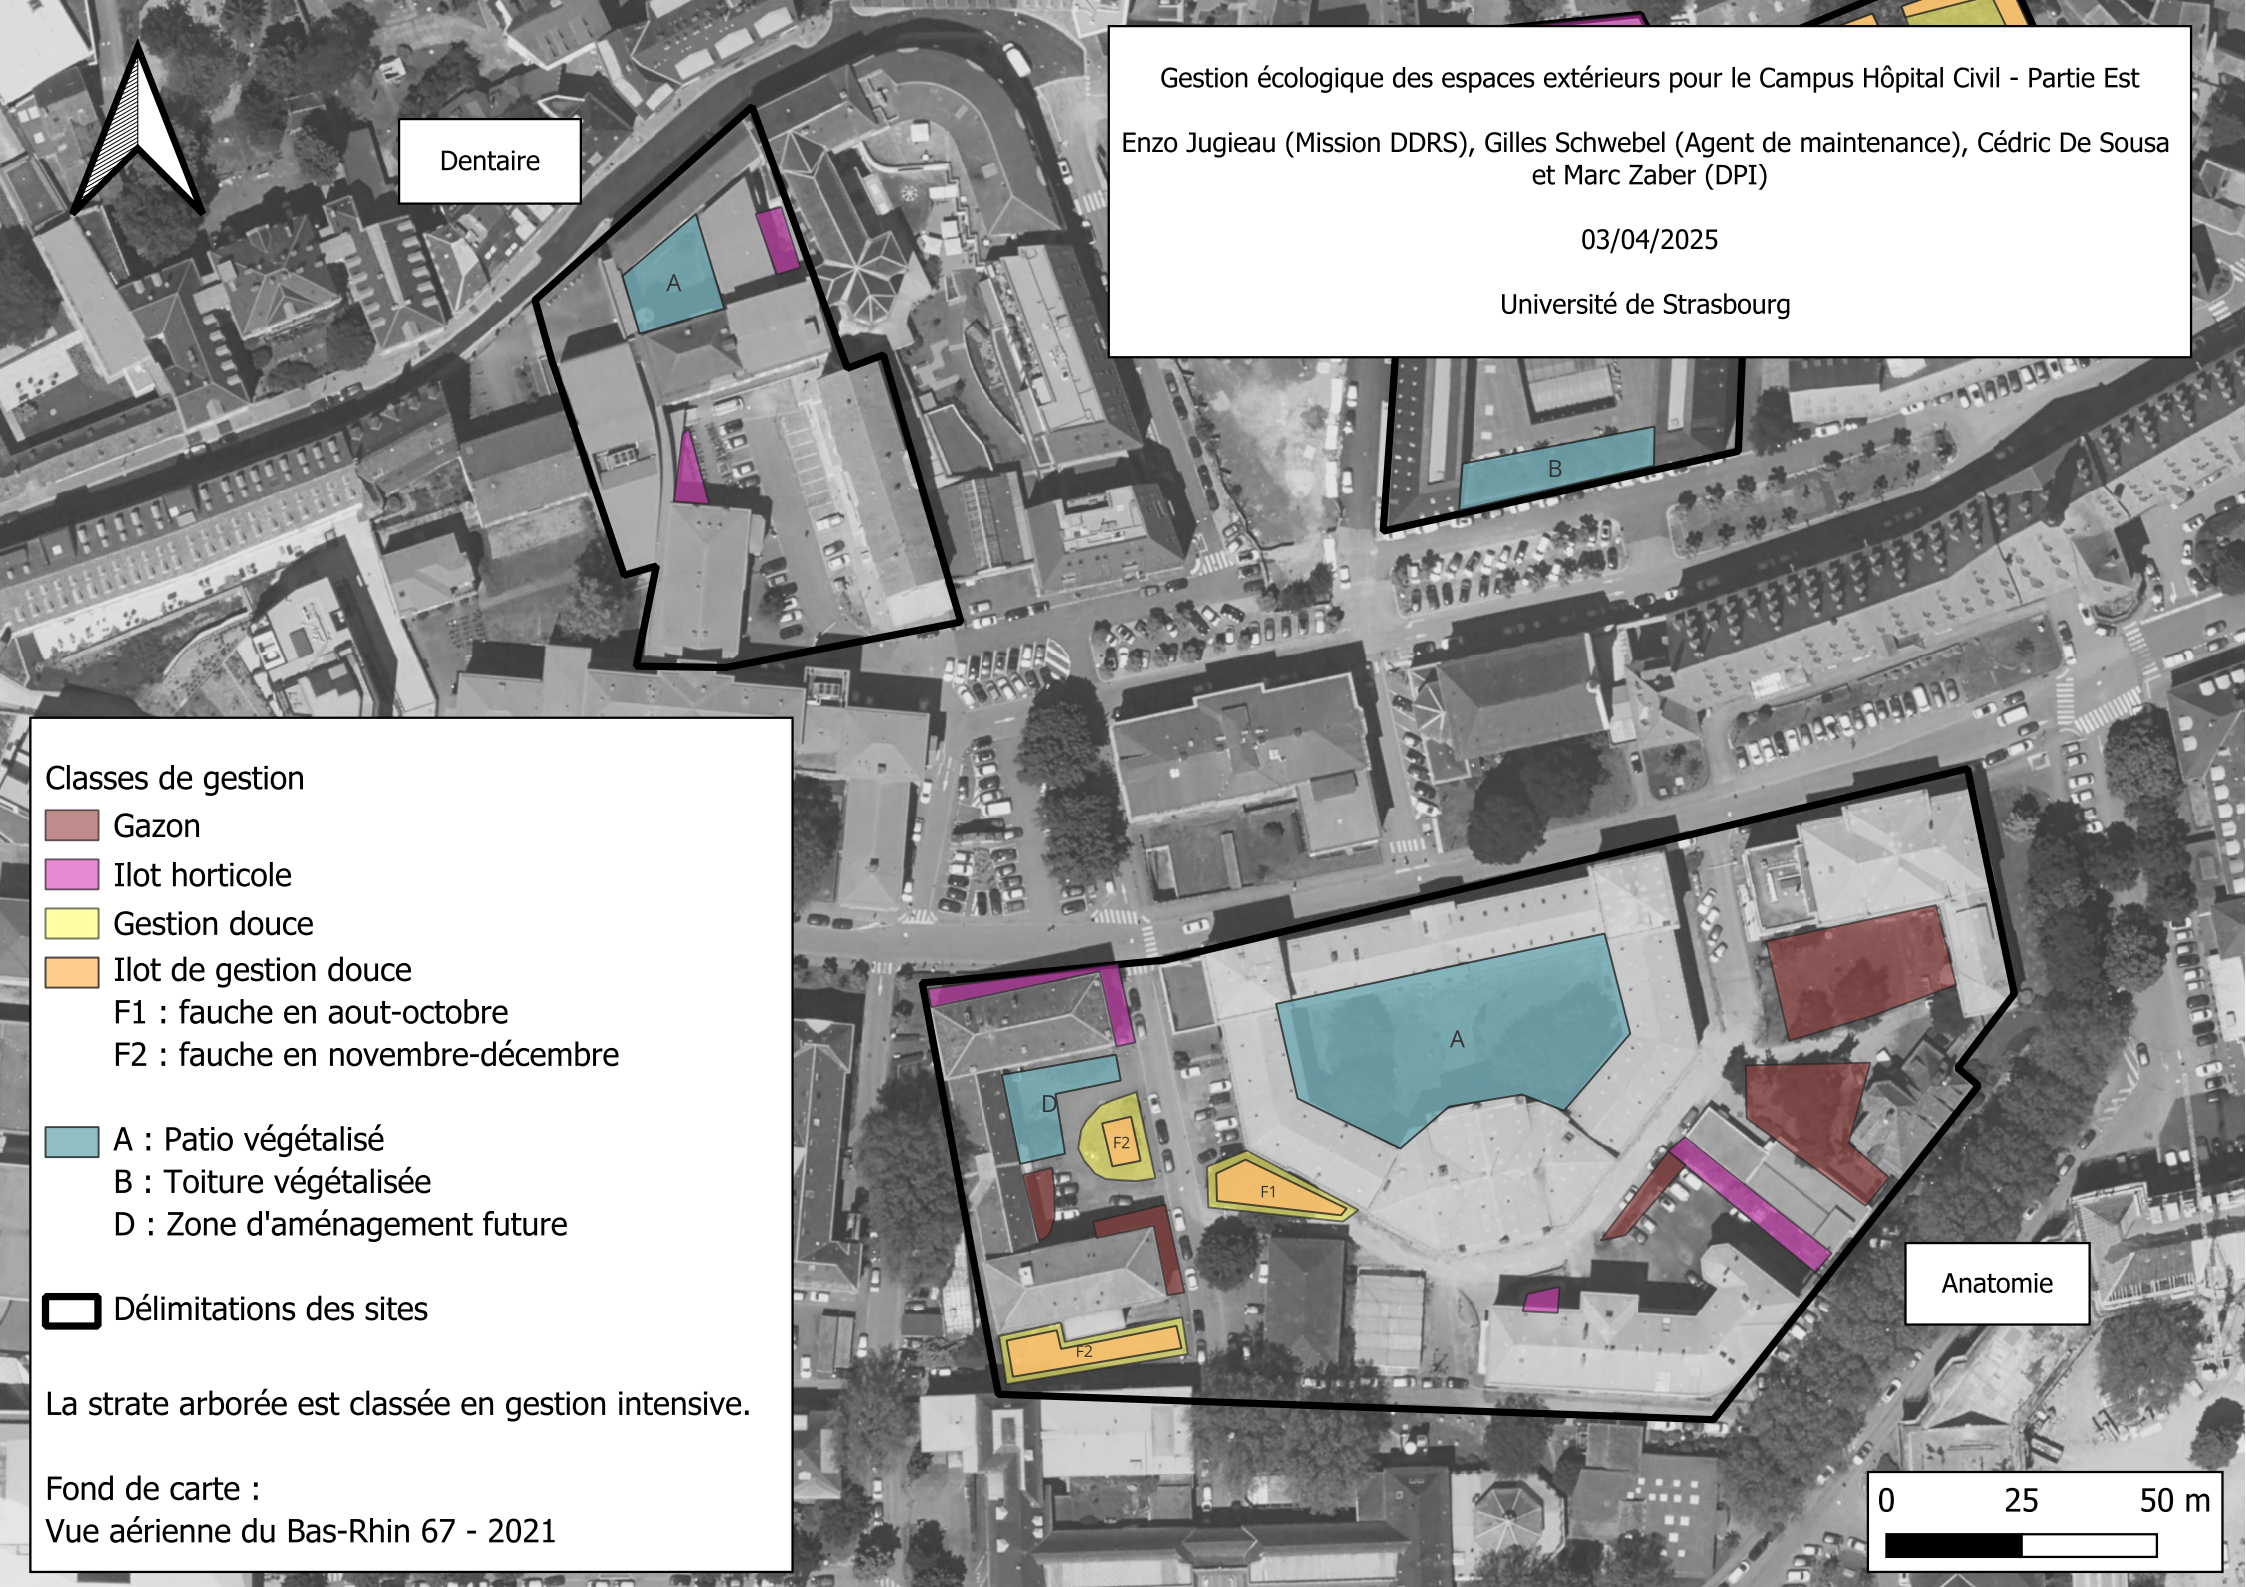 Gestion écologique des espaces extérieurs pour le Campus Hôpital Civil - Partie Est
Enzo Jugieau (Mission DDRS), Gilles Schwebel (Agent de maintenance), Cédric De Sousa
et Marc Zaber (DPI)
03/04/2025
Université de Strasbourg
Dentaire
A
B
Classes de gestion
Gazon
Ilot horticole
Gestion douce
Ilot de gestion douce
F1 : fauche en aout-octobre
F2 : fauche en novembre-décembre
A : Patio végétalisé
B : Toiture végétalisée
D : Zone d'aménagement future
Délimitations des sites
La strate arborée est classée en gestion intensive.
Fond de carte :
Vue aérienne du Bas-Rhin 67 - 2021
A
D
F2
F1
F2
Anatomie
0 25 50 m